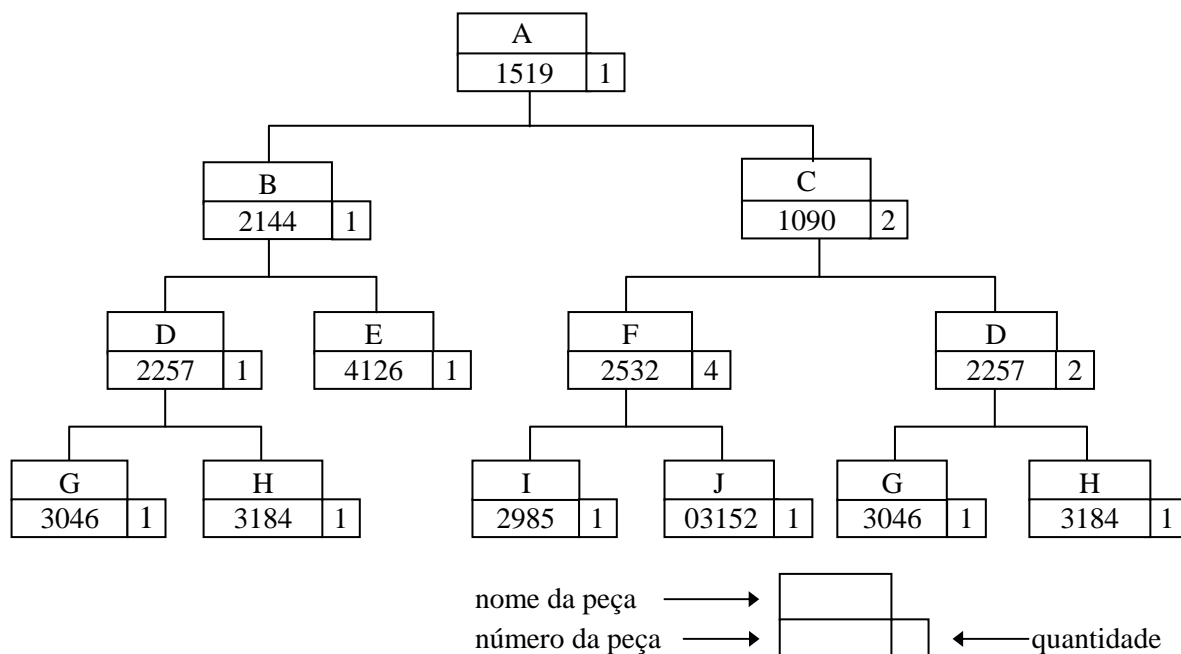 A
1519 1
B
2144 1
C
1090 2
D
2257 1
E
4126 1
F
2532 4
D
2257 2
G
3046 1
H
3184 1
I
2985 1
J
03152 1
G
3046 1
H
3184 1
nome da peça
número da peça
quantidade